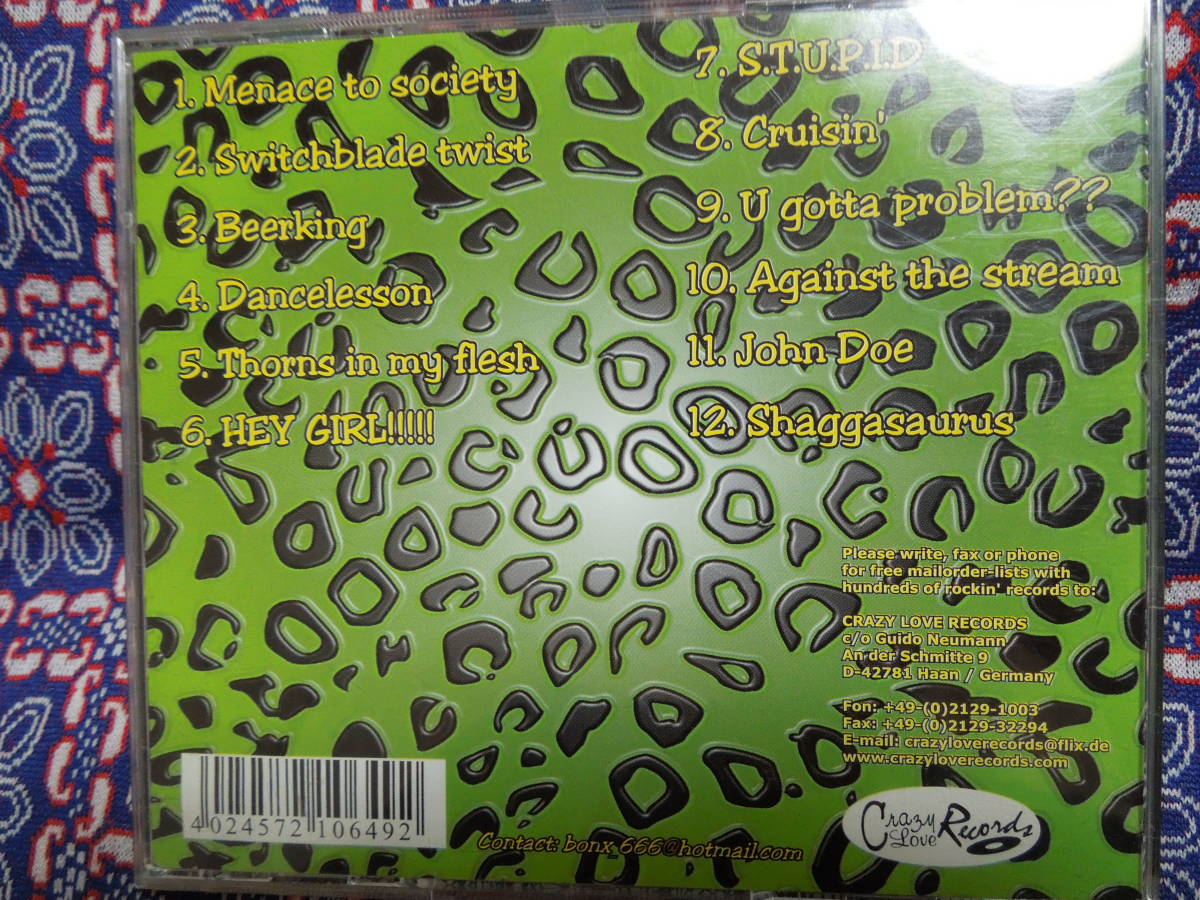 1. Menace to society
2. Switchblade twist
3. Beerking
4. Dancelesson
5. Thorns in my flesh
6. HEY GIRL!!!!!
7. S.T.U.P.I.D
8. Cruisin'
9. U gotta problem??
10. Against the stream
11. John Doe
12. Shaggasaurus
Please write, fax or phone
for free mailorder-lists with
hundreds of rockin' records to:
CRAZY LOVE RECORDS
c/o Guido Neumann
An der Schmitte 9
D-42781 Haan / Germany
Fon: +49-(0)2129-1003
Fax: +49-(0)2129-32294
E-mail: crazyloverecords@flix.de
www.crazyloverecords.com
4 024572 106492
Contact: bonx_666@hotmail.com
Crazy Love Records